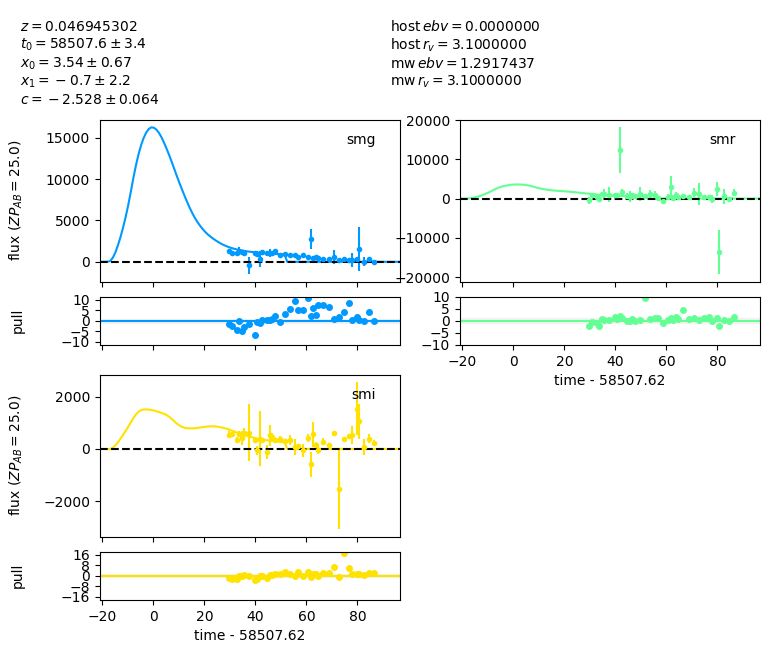 z = 0.046945302
t₀ = 58507.6 ± 3.4
x₀ = 3.54 ± 0.67
x₁ = −0.7 ± 2.2
c = −2.528 ± 0.064
host ebv = 0.0000000
host r_v = 3.1000000
mw ebv = 1.2917437
mw r_v = 3.1000000
smg
flux (ZP_AB = 25.0)
15000
10000
5000
0
pull
10
5
0
−5
−10
smr
20000
10000
0
−10000
−20000
10
5
0
−5
−10
−20 0 20 40 60 80
time - 58507.62
smi
flux (ZP_AB = 25.0)
2000
0
−2000
pull
16
8
0
−8
−16
−20 0 20 40 60 80
time - 58507.62